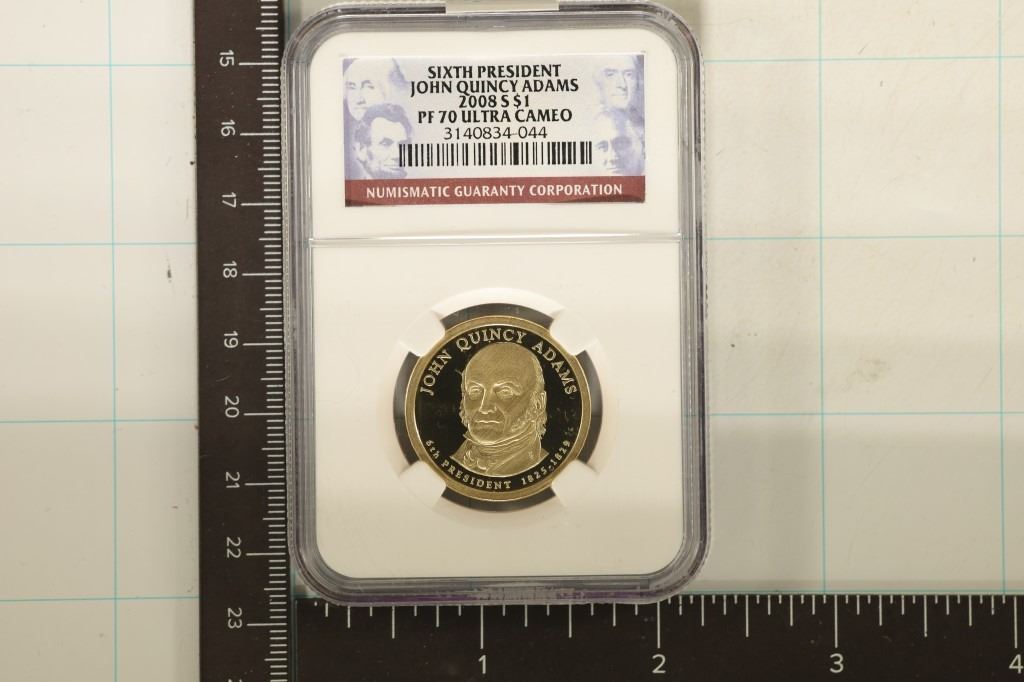 SIXTH PRESIDENT
JOHN QUINCY ADAMS
2008 S $1
PF 70 ULTRA CAMEO
3140834-044
NUMISMATIC GUARANTY CORPORATION
JOHN QUINCY ADAMS
6th PRESIDENT 1825-1829
15
16
17
18
19
20
21
22
23
1 2 3 4